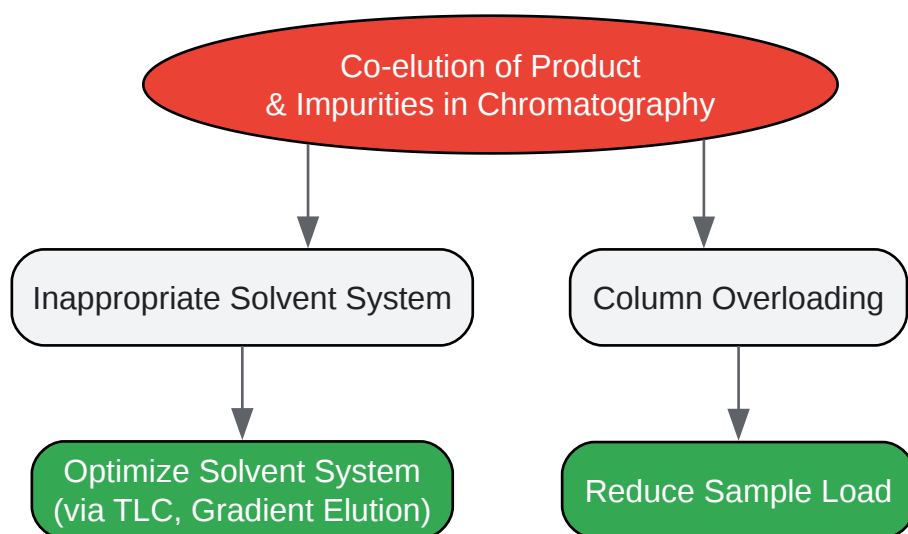 Co-elution of Product
& Impurities in Chromatography
Inappropriate Solvent System
Column Overloading
Optimize Solvent System
(via TLC, Gradient Elution)
Reduce Sample Load